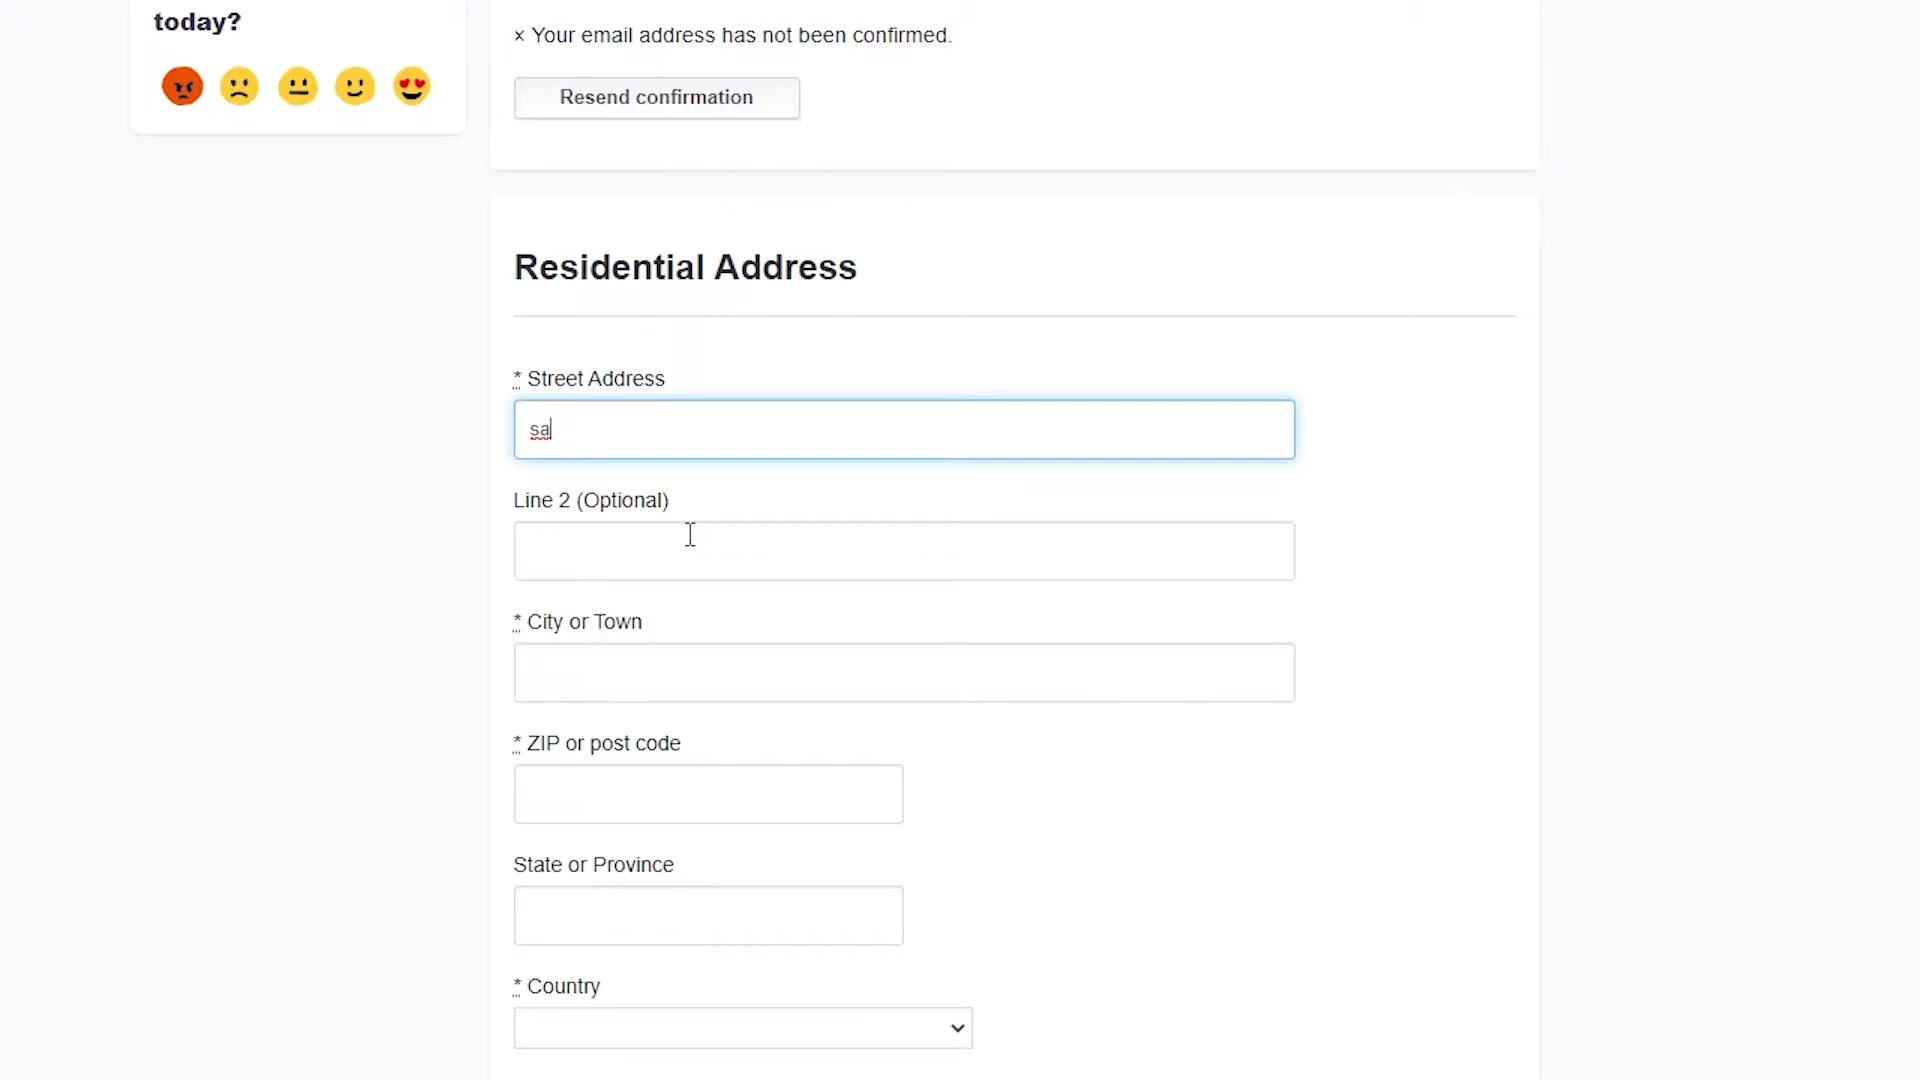 today?
× Your email address has not been confirmed.
Resend confirmation
Residential Address
* Street Address
sa
Line 2 (Optional)
* City or Town
* ZIP or post code
State or Province
* Country